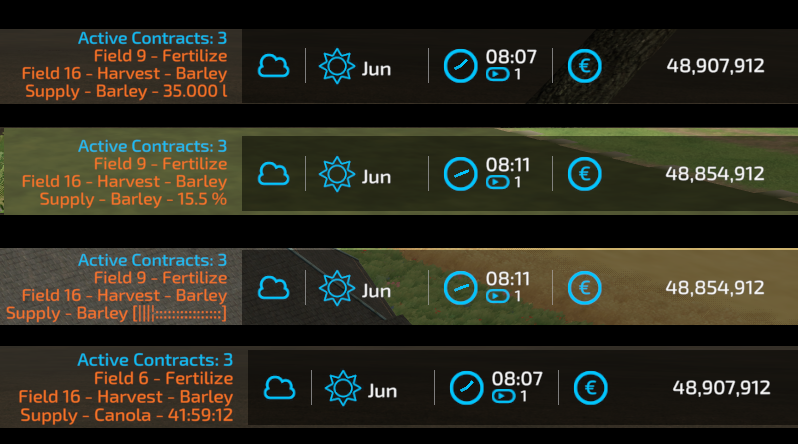 Active Contracts: 3
Field 9 - Fertilize
Field 16 - Harvest - Barley
Supply - Barley - 35.000 l
Jun
08:07
1
€
48,907,912
Active Contracts: 3
Field 9 - Fertilize
Field 16 - Harvest - Barley
Supply - Barley - 15.5 %
Jun
08:11
1
€
48,854,912
Active Contracts: 3
Field 9 - Fertilize
Field 16 - Harvest - Barley
Supply - Barley [||||::::::::::::::::]
Jun
08:11
1
€
48,854,912
Active Contracts: 3
Field 6 - Fertilize
Field 16 - Harvest - Barley
Supply - Canola - 41:59:12
Jun
08:07
1
€
48,907,912